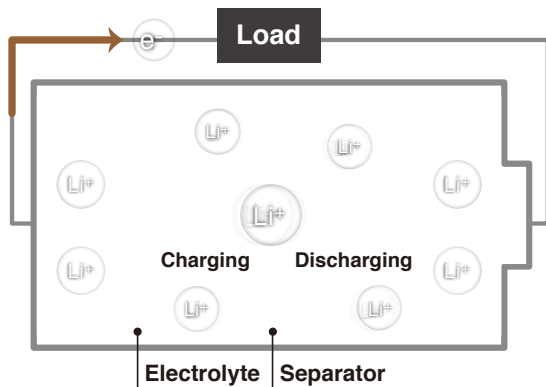 e⁻
Load
Li⁺
Li⁺
Li⁺
Li⁺
Li⁺
Li⁺
Charging Discharging
Li⁺
Li⁺
Li⁺
Electrolyte
Separator